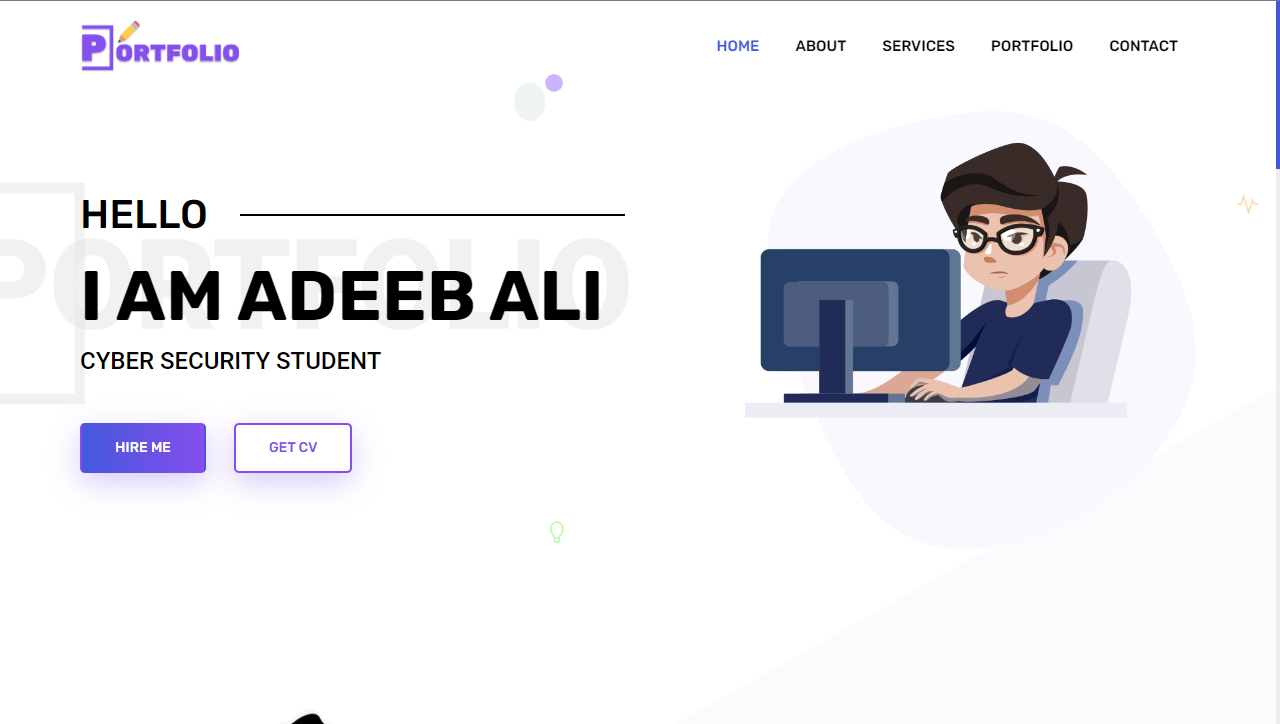 PORTFOLIO
HOME ABOUT SERVICES PORTFOLIO CONTACT
HELLO
PORTFOLIO
I AM ADEEB ALI
CYBER SECURITY STUDENT
HIRE ME GET CV